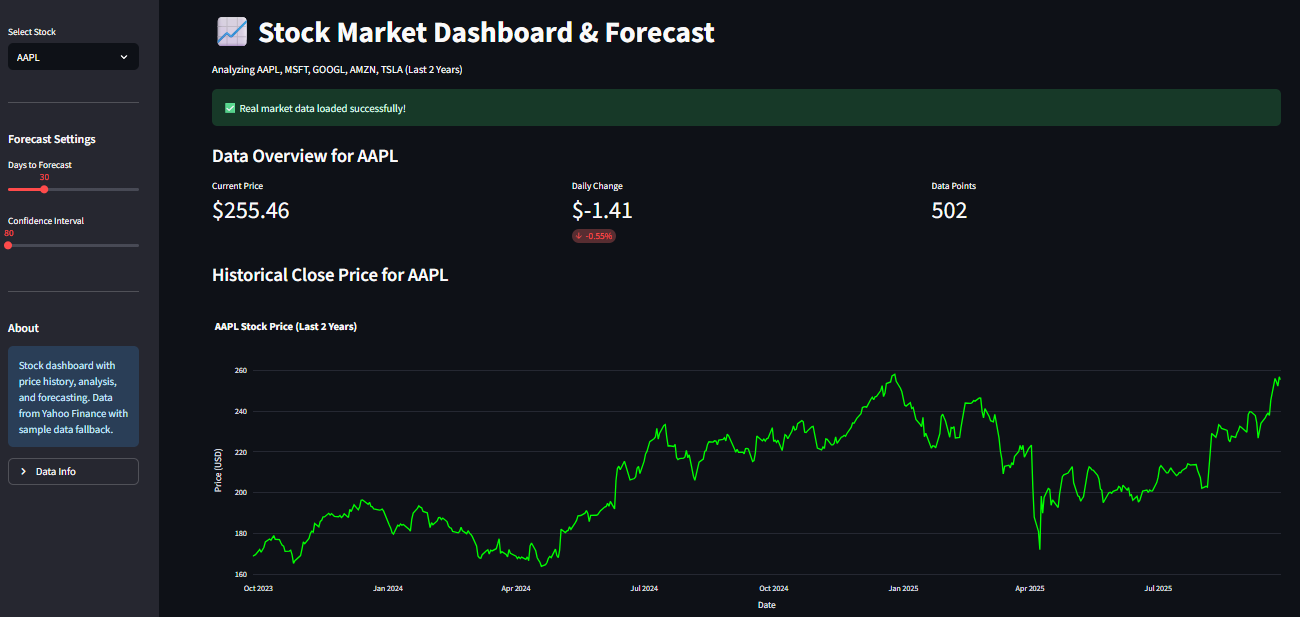 Select Stock
AAPL
Forecast Settings
Days to Forecast
30
Confidence Interval
80
About
Stock dashboard with
price history, analysis,
and forecasting. Data
from Yahoo Finance with
sample data fallback.
Data Info
Stock Market Dashboard & Forecast
Analyzing AAPL, MSFT, GOOGL, AMZN, TSLA (Last 2 Years)
Real market data loaded successfully!
Data Overview for AAPL
Current Price
$255.46
Daily Change
$-1.41
↓ -0.55%
Data Points
502
Historical Close Price for AAPL
AAPL Stock Price (Last 2 Years)
Price (USD)
260
240
220
200
180
160
Oct 2023 Jan 2024 Apr 2024 Jul 2024 Oct 2024 Jan 2025 Apr 2025 Jul 2025
Date